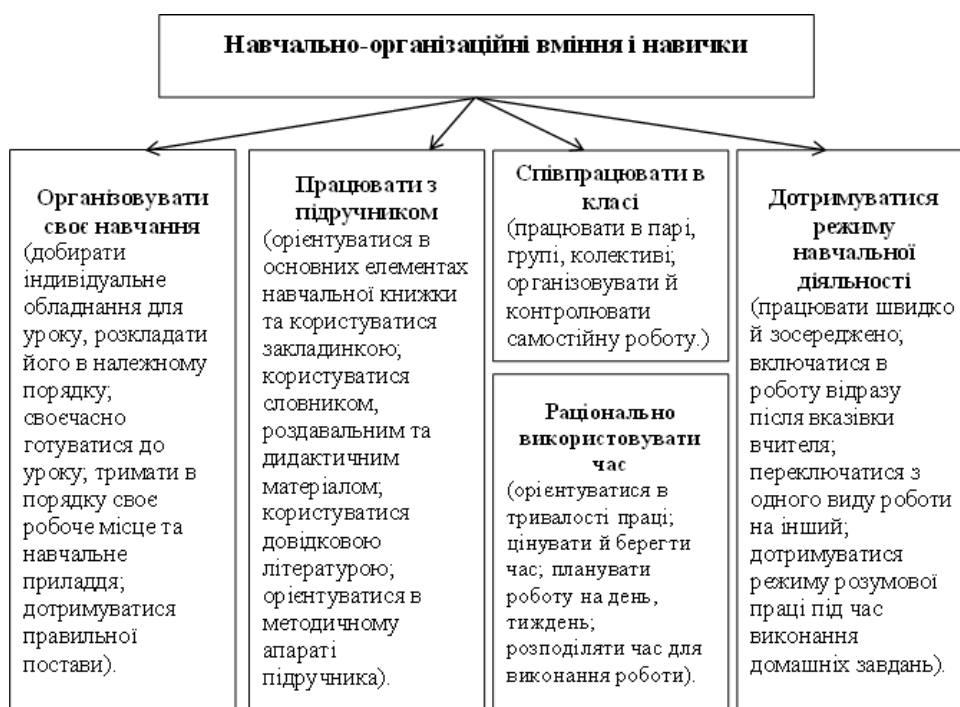 Навчально-організаційні вміння і навички
Організовувати
своє навчання
(добирати
індивідуальне
обладнання для
уроку, розкладати
його в належному
порядку;
своєчасно
готуватися до
уроку; тримати в
порядку своє
робоче місце та
навчальне
приладдя;
дотримуватися
правильної
постави).
Працювати з
підручником
(орієнтуватися в
основних елементах
навчальної книжки
та користуватися
закладинкою;
користуватися
словником,
роздавальним та
дидактичним
матеріалом;
користуватися
довідковою
літературою;
орієнтуватися в
методичному
апараті
підручника).
Співпрацювати в
класі
(працювати в парі,
групі, колективі;
організовувати й
контролювати
самостійну роботу.)
Раціонально
використовувати
час
(орієнтуватися в
тривалості праці;
цінувати й берегти
час; планувати
роботу на день,
тиждень;
розподіляти час для
виконання роботи).
Дотримуватися
режиму
навчальної
діяльності
(працювати швидко
й зосереджено;
включатися в
роботу відразу
після вказівки
вчителя;
переключатися з
одного виду роботи
на інший;
дотримуватися
режиму розумової
праці під час
виконання
домашніх завдань).